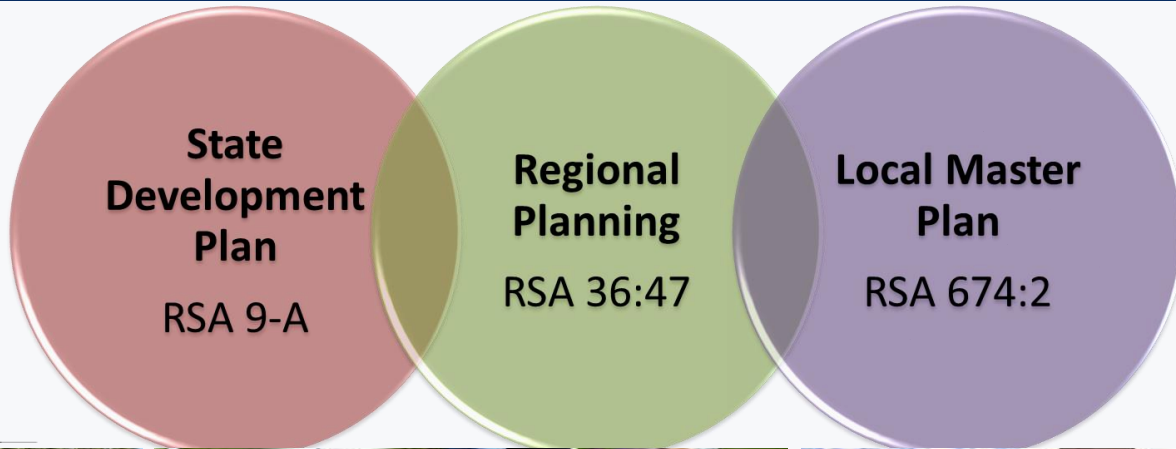 State
Development
Plan
RSA 9-A
Regional
Planning
RSA 36:47
Local Master
Plan
RSA 674:2